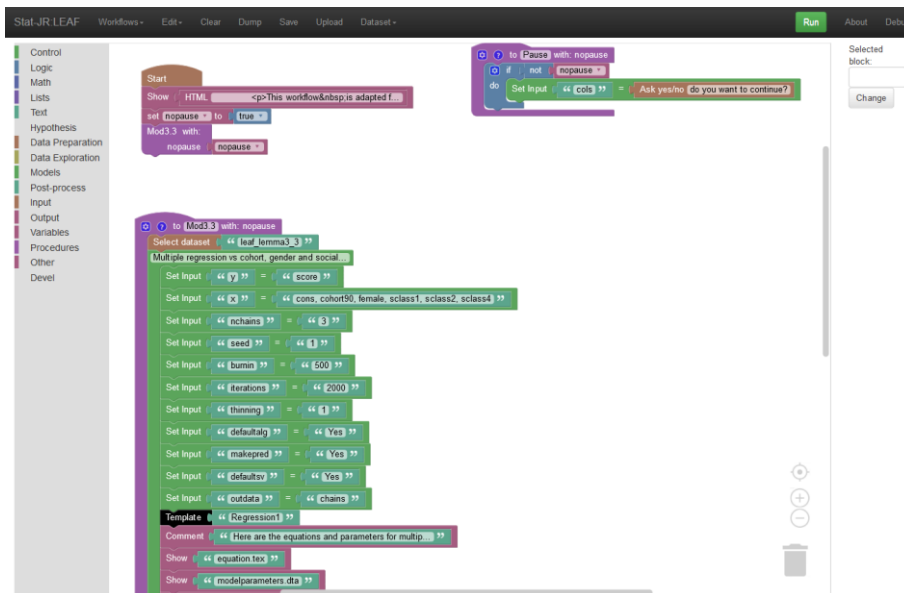 Stat-JR:LEAF Workflows Edit Clear Dump Save Upload Dataset Run About Debu
Control
Logic
Math
Lists
Text
Hypothesis
Data Preparation
Data Exploration
Models
Post-process
Input
Output
Variables
Procedures
Other
Devel
Start
Show HTML <p>This workflow&nbsp;is adapted f...
set nopause to true
Mod3.3 with:
nopause nopause
to Pause with: nopause
if not nopause
do Set Input “ cols ” = Ask yes/no do you want to continue?
Selected
block:
Change
to Mod3.3 with: nopause
Select dataset “ leaf_lemma3_3 ”
Multiple regression vs cohort, gender and social...
Set Input “ y ” = “ score ”
Set Input “ x ” = “ cons, cohort90, female, sclass1, sclass2, sclass4 ”
Set Input “ nchains ” = “ 3 ”
Set Input “ seed ” = “ 1 ”
Set Input “ burnin ” = “ 500 ”
Set Input “ iterations ” = “ 2000 ”
Set Input “ thinning ” = “ 1 ”
Set Input “ defaultalg ” = “ Yes ”
Set Input “ makepred ” = “ Yes ”
Set Input “ defaultsv ” = “ Yes ”
Set Input “ outdata ” = “ chains ”
Template “ Regression1 ”
Comment “ Here are the equations and parameters for multip... ”
Show “ equation.tex ”
Show “ modelparameters.dta ”